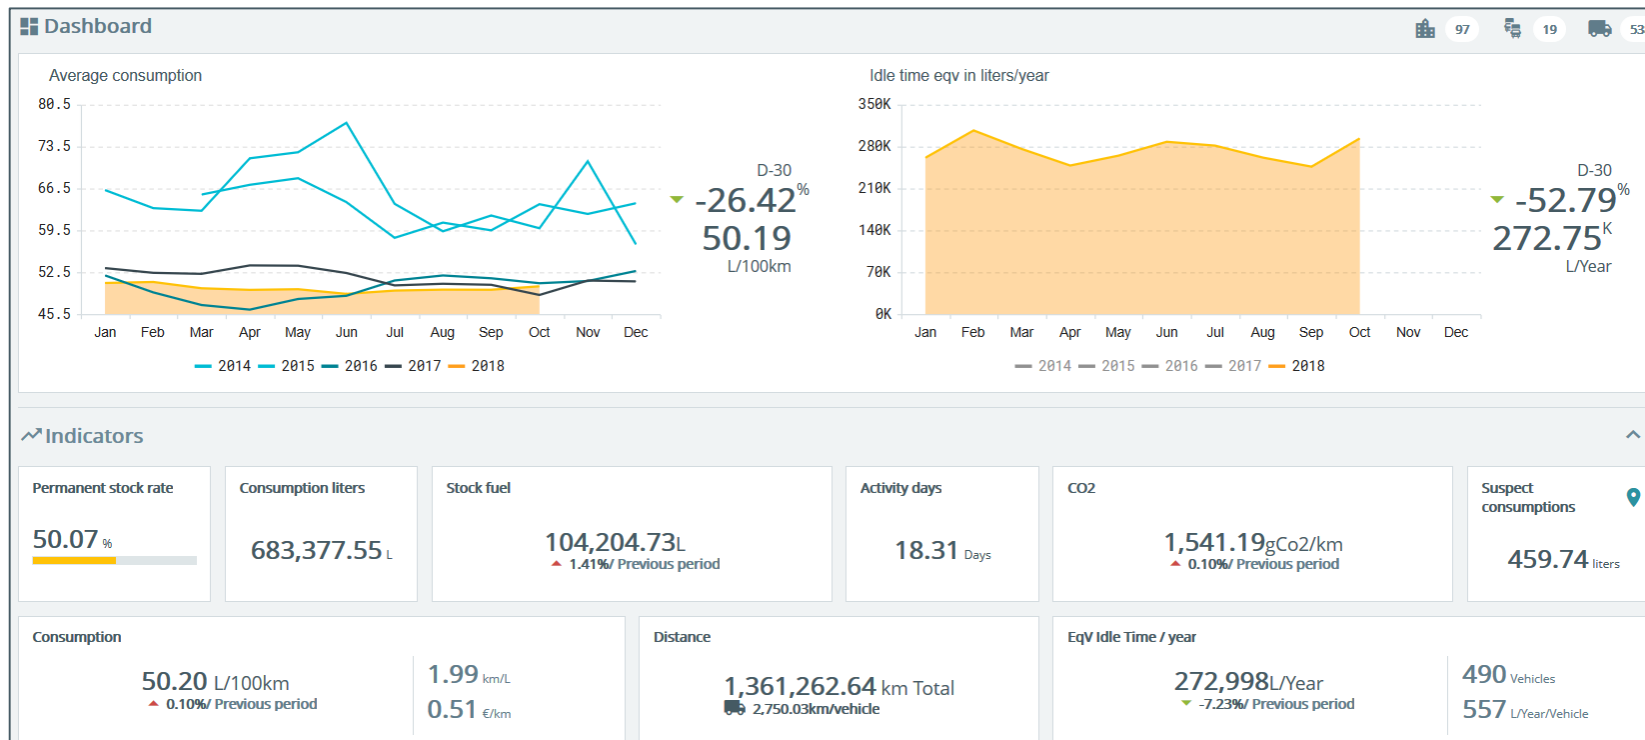 Dashboard
97
19
Average consumption
80.5
73.5
66.5
59.5
52.5
45.5
Jan Feb Mar Apr May Jun Jul Aug Sep Oct Nov Dec
2014 2015 2016 2017 2018
D-30
-26.42%
50.19
L/100km
Idle time eqv in liters/year
350K
280K
210K
140K
70K
0K
Jan Feb Mar Apr May Jun Jul Aug Sep Oct Nov Dec
2014 2015 2016 2017 2018
D-30
-52.79%
272.75K
L/Year
Indicators
Permanent stock rate
50.07 %
Consumption liters
683,377.55 L
Stock fuel
104,204.73L
1.41%/ Previous period
Activity days
18.31 Days
CO2
1,541.19gCo2/km
0.10%/ Previous period
Suspect
consumptions
459.74 liters
Consumption
50.20 L/100km
0.10%/ Previous period
1.99 km/L
0.51 €/km
Distance
1,361,262.64 km Total
2,750.03km/vehicle
EqV Idle Time / year
272,998L/Year
-7.23%/ Previous period
490 Vehicles
557 L/Year/Vehicle